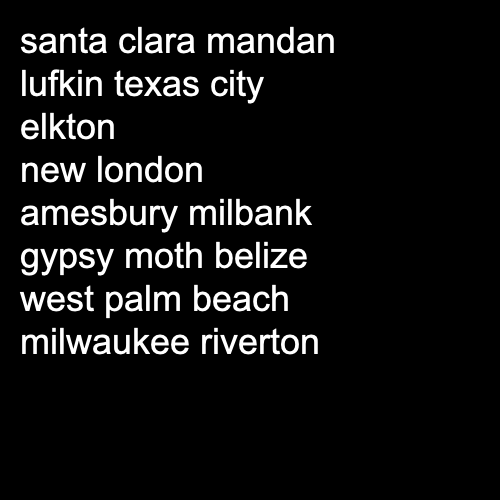 santa clara mandan
lufkin texas city
elkton
new london
amesbury milbank
gypsy moth belize
west palm beach
milwaukee riverton